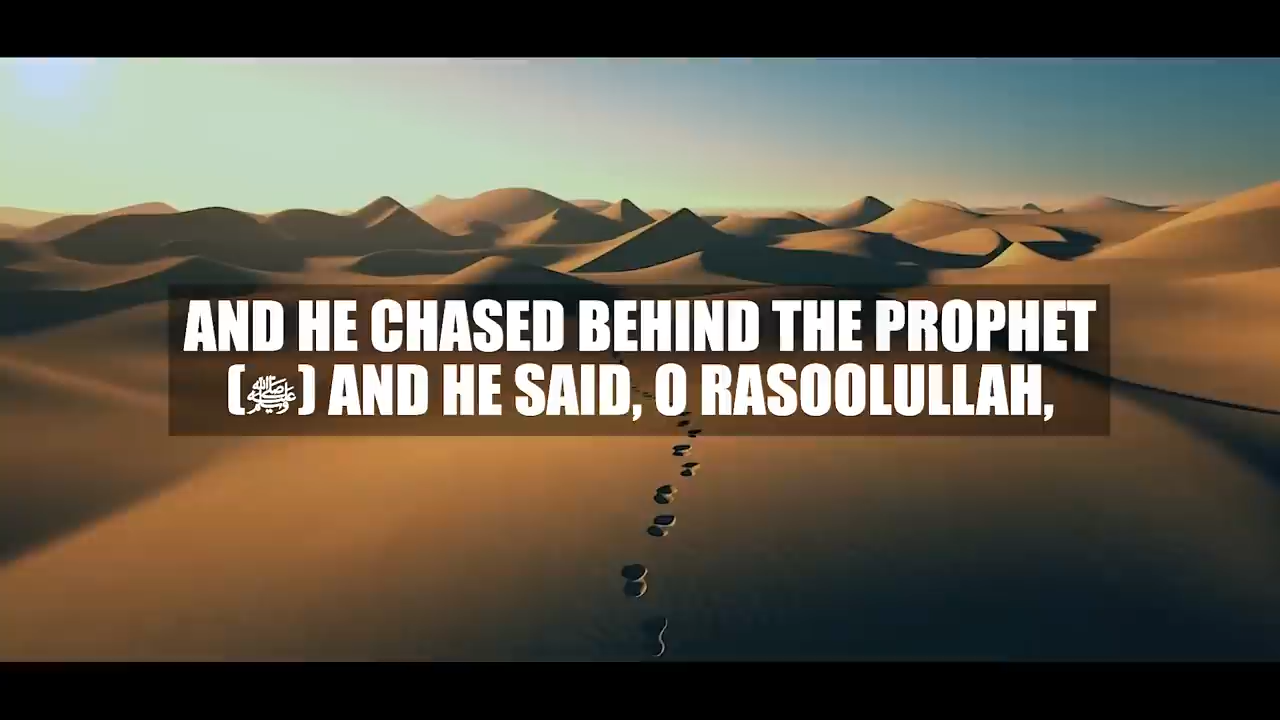 AND HE CHASED BEHIND THE PROPHET
(ﷺ) AND HE SAID, O RASOOLULLAH,